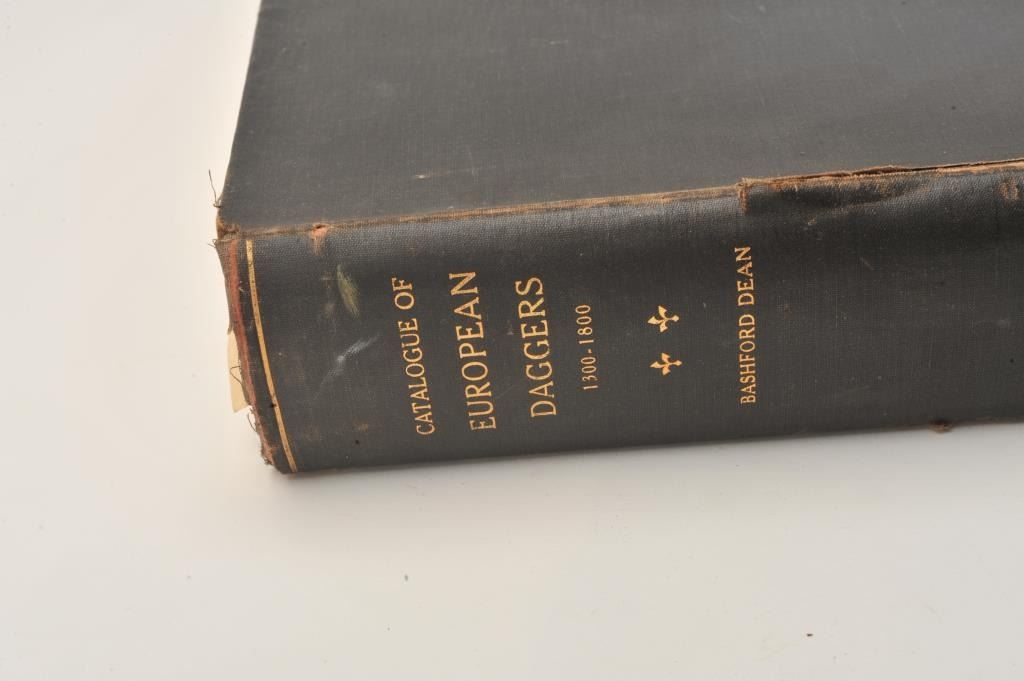 CATALOGUE OF
EUROPEAN
DAGGERS
1300-1800
BASHFORD DEAN